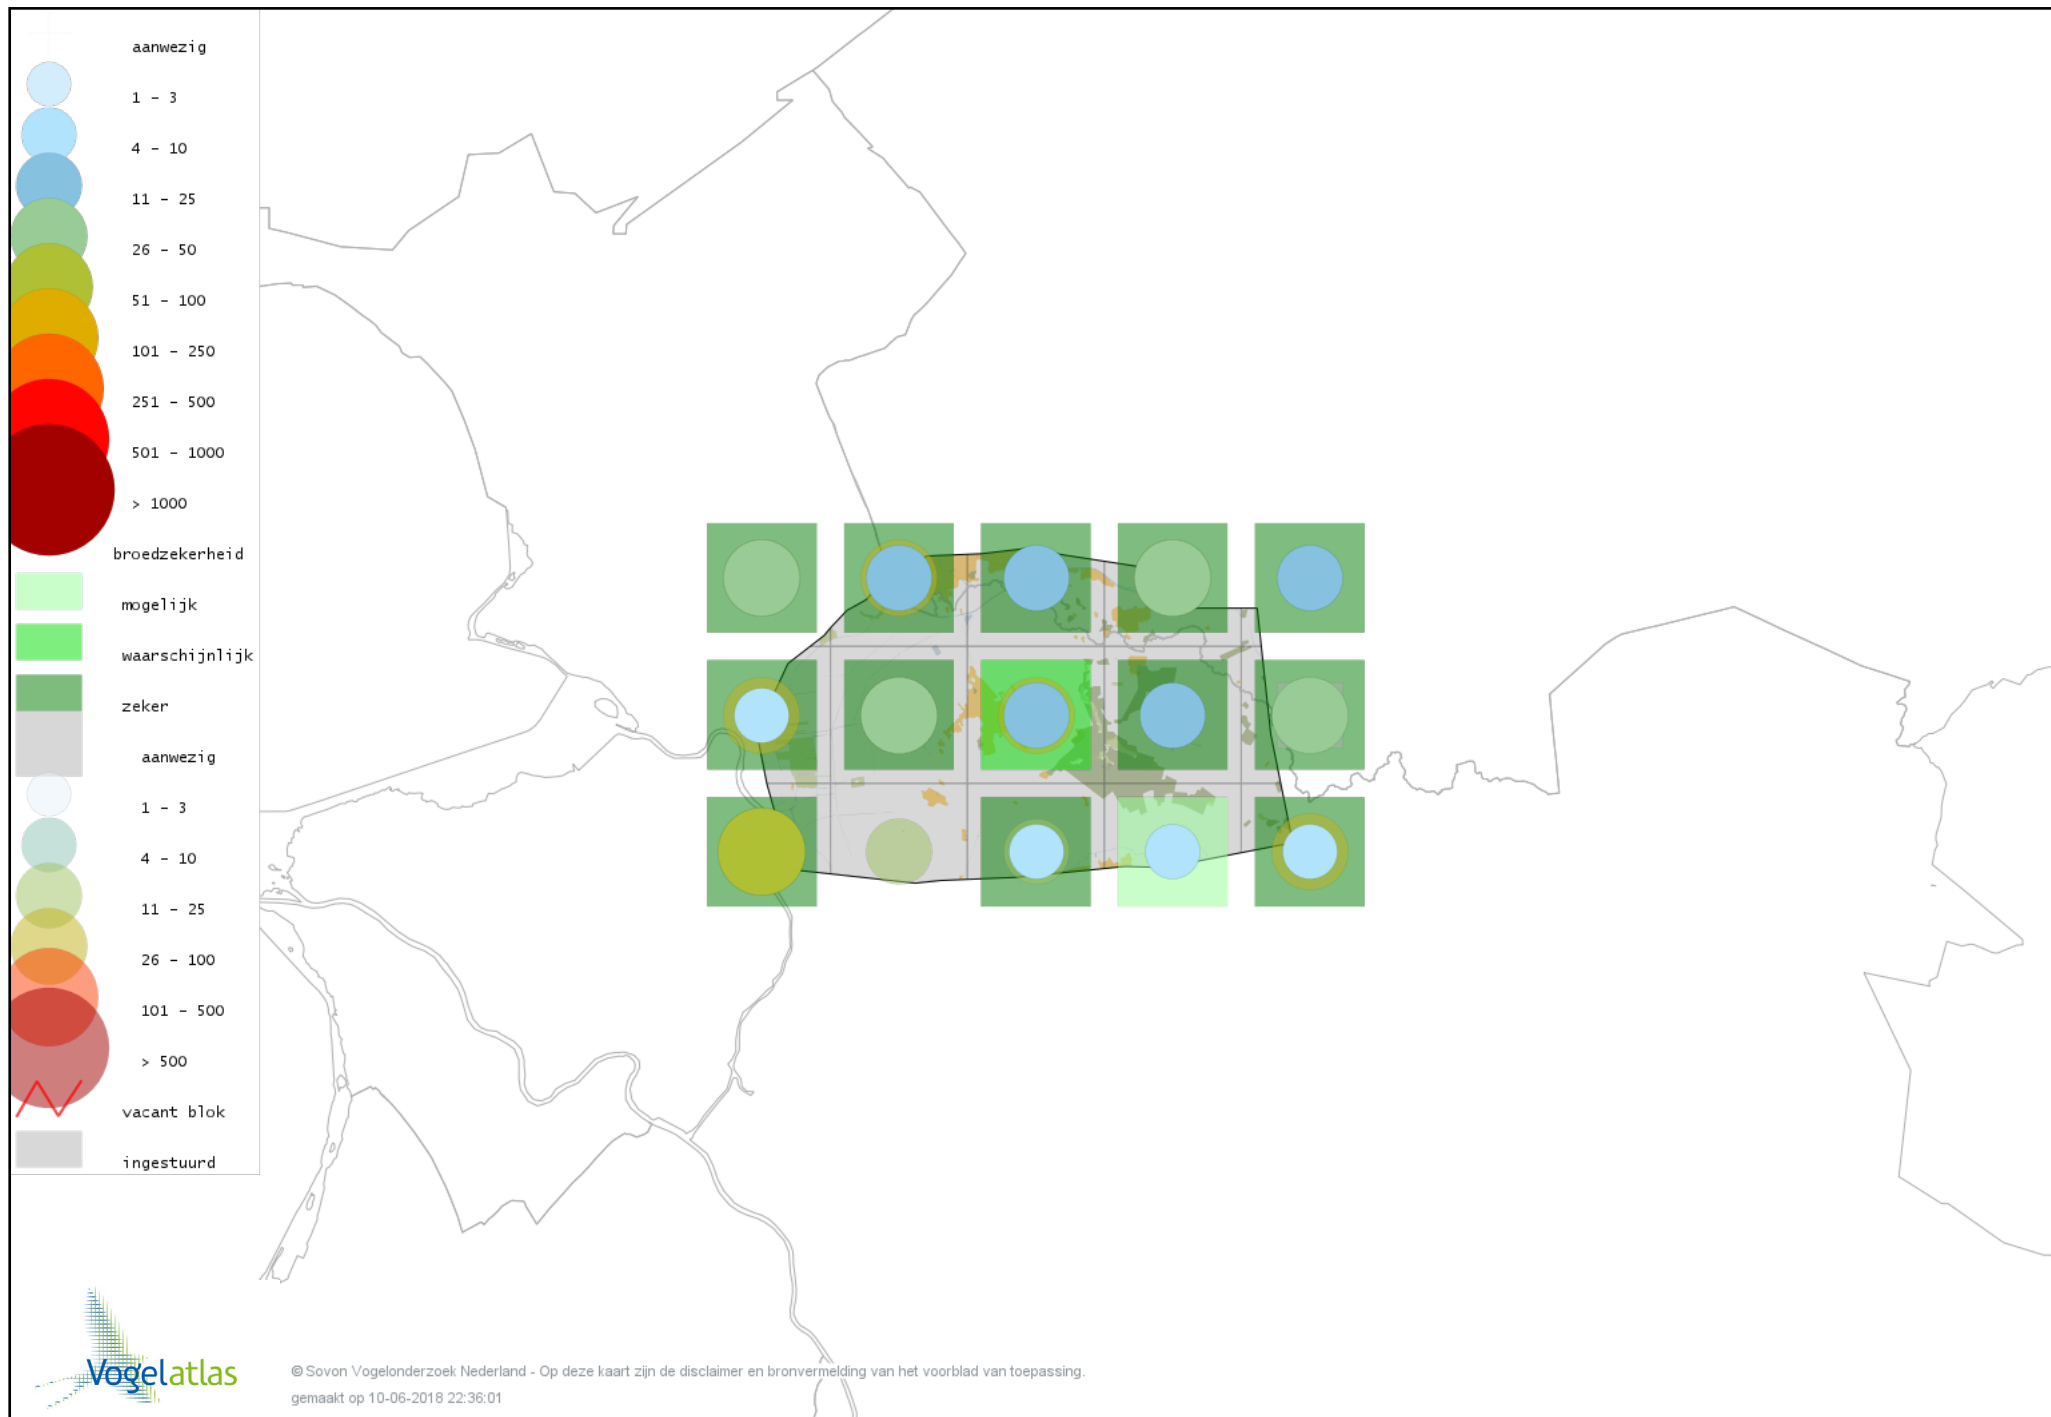 aanwezig
1 - 3
4 - 10
11 - 25
26 - 50
51 - 100
101 - 250
251 - 500
501 - 1000
> 1000
broedzekerheid
mogelijk
waarschijnlijk
zeker
aanwezig
1 - 3
4 - 10
11 - 25
26 - 100
101 - 500
> 500
vacant blok
ingestuurd
Vogelatlas
© Sovon Vogelonderzoek Nederland - Op deze kaart zijn de disclaimer en bronvermelding van het voorblad van toepassing.
gemaakt op 10-06-2018 22:36:01